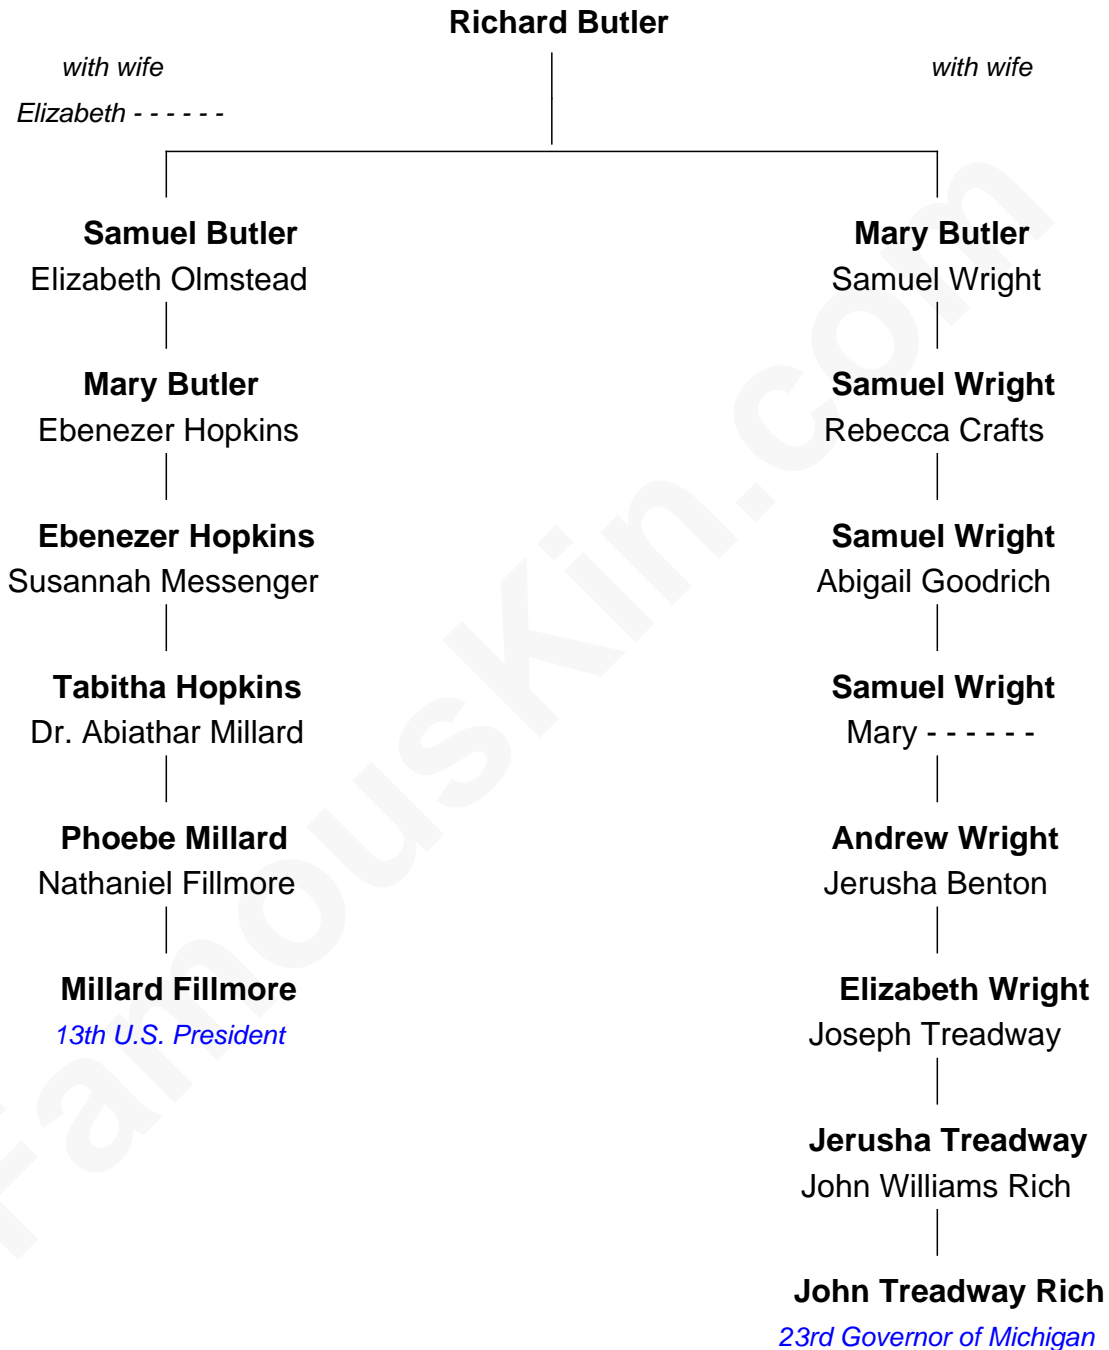 Richard Butler
with wife
with wife
Elizabeth - - - - - -
Samuel Butler
Mary Butler
Elizabeth Olmstead
Samuel Wright
Mary Butler
Samuel Wright
Ebenezer Hopkins
Rebecca Crafts
Ebenezer Hopkins
Samuel Wright
Susannah Messenger
Abigail Goodrich
Tabitha Hopkins
Samuel Wright
Dr. Abiathar Millard
Mary - - - - - -
Phoebe Millard
Andrew Wright
Nathaniel Fillmore
Jerusha Benton
Millard Fillmore
Elizabeth Wright
13th U.S. President
Joseph Treadway
Jerusha Treadway
John Williams Rich
John Treadway Rich
23rd Governor of Michigan
FamousKin.com